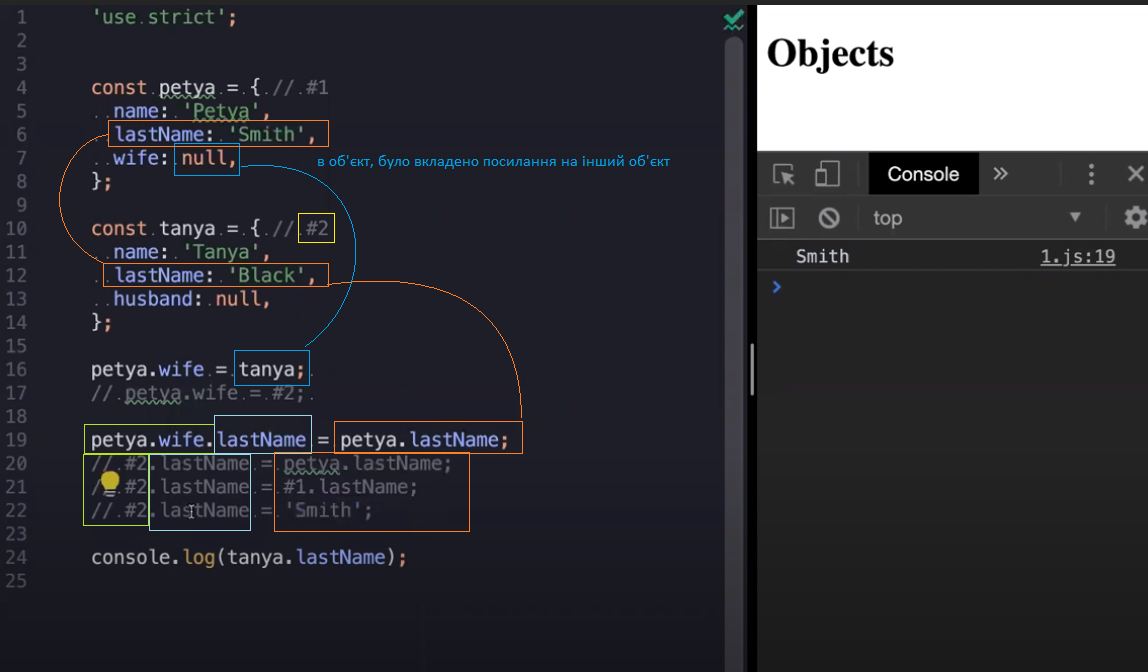 1 'use strict';
2
3
4 const petya = { // #1
5   name: 'Petya',
6   lastName: 'Smith',
7   wife: null,
в об'єкт, було вкладено посилання на інший об'єкт
8 };
9
10 const tanya = { // #2
11   name: 'Tanya',
12   lastName: 'Black',
13   husband: null,
14 };
15
16 petya.wife = tanya;
17 // petya.wife = #2;
18
19 petya.wife.lastName = petya.lastName;
20 // #2.lastName = petya.lastName;
21 // #2.lastName = #1.lastName;
22 // #2.lastName = 'Smith';
23
24 console.log(tanya.lastName);
25
Objects
Console »
top
Smith 1.js:19